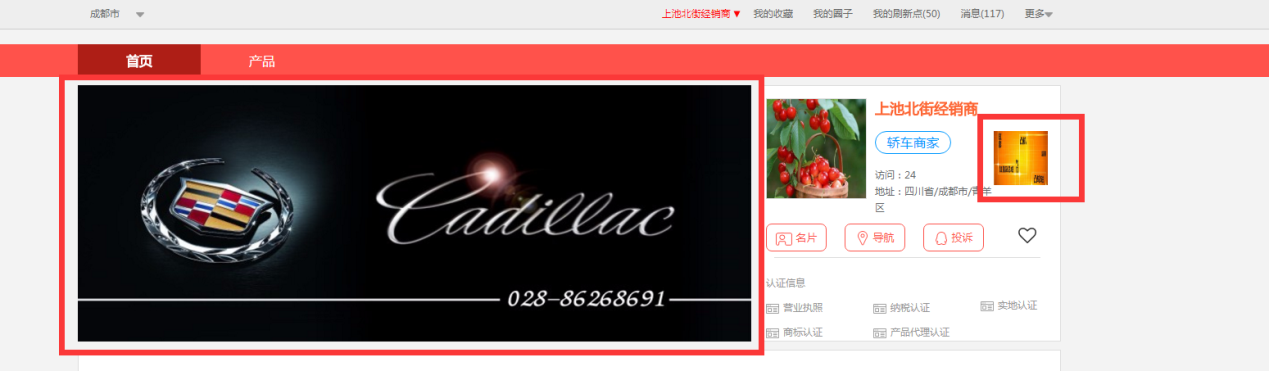 成都市
上池北街经销商▼ 我的收藏 我的圈子 我的刷新点(50) 消息(117) 更多
首页 产品
Cadillac
028-86268691
上池北街经销商
轿车商家
访问：24
地址：四川省/成都市/青羊
区
名片 导航 投诉
认证信息
营业执照 纳税认证 实地认证
商标认证 产品代理认证